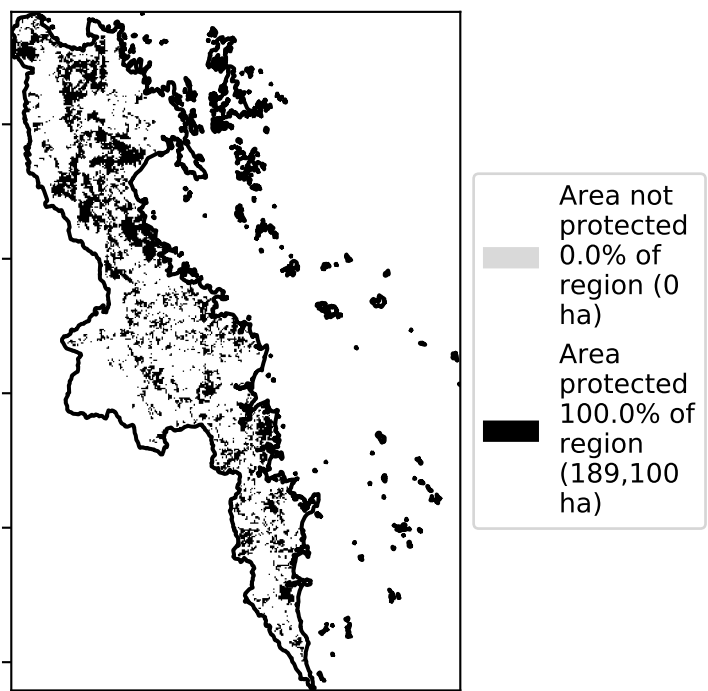 Area not
protected
0.0% of
region (0
ha)
Area
protected
100.0% of
region
(189,100
ha)